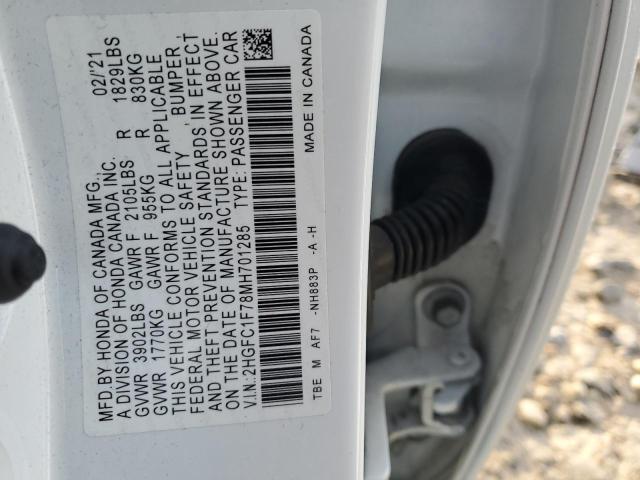 MFD.BY HONDA OF CANADA MFG.,
A DIVISION OF HONDA CANADA INC. 02/'21
GVWR 3902LBS GAWR F 2105LBS R 1829LBS
GVWR 1770KG GAWR F 955KG R 830KG
THIS VEHICLE CONFORMS TO ALL APPLICABLE
FEDERAL MOTOR VEHICLE SAFETY , BUMPER ,
AND THEFT PREVENTION STANDARDS IN EFFECT
ON THE DATE OF MANUFACTURE SHOWN ABOVE.
V.I.N.:2HGFC1F78MH701285 TYPE: PASSENGER CAR
TBE M AF7 -NH883P -A -H
MADE IN CANADA